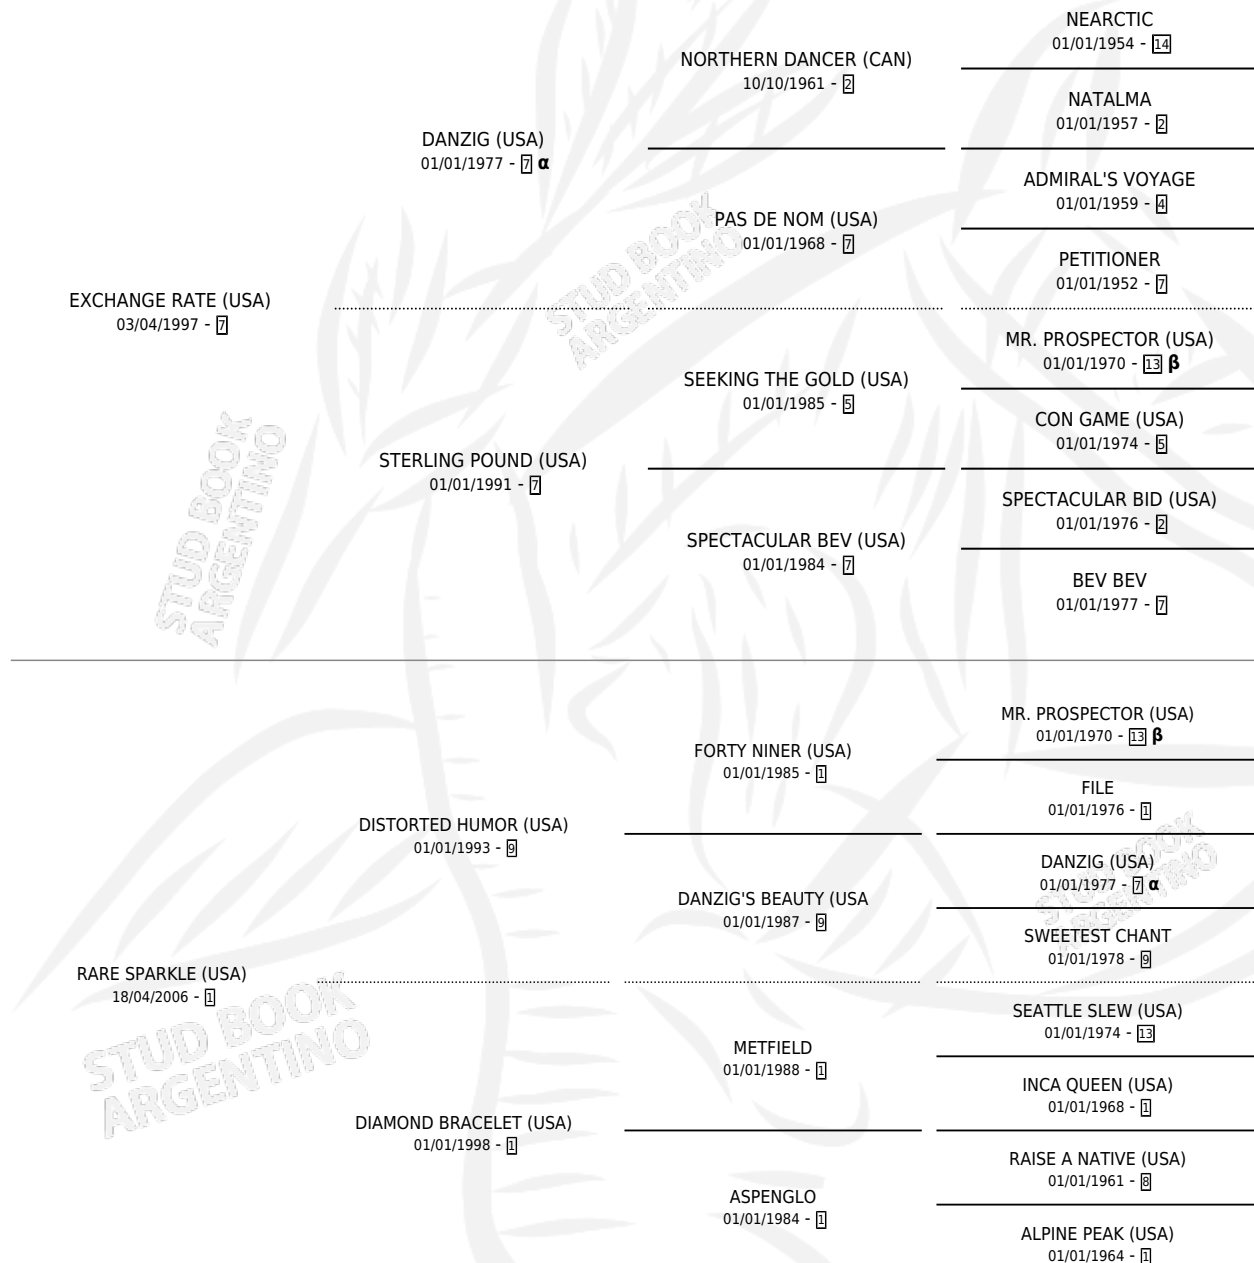 NEARCTIC
01/01/1954 - 14
NORTHERN DANCER (CAN)
10/10/1961 - 2
NATALMA
01/01/1957 - 2
DANZIG (USA)
01/01/1977 - 7 α
ADMIRAL'S VOYAGE
01/01/1959 - 4
PAS DE NOM (USA)
01/01/1968 - 7
PETITIONER
01/01/1952 - 7
EXCHANGE RATE (USA)
03/04/1997 - 7
MR. PROSPECTOR (USA)
01/01/1970 - 13 β
SEEKING THE GOLD (USA)
01/01/1985 - 5
CON GAME (USA)
01/01/1974 - 5
STERLING POUND (USA)
01/01/1991 - 7
SPECTACULAR BID (USA)
01/01/1976 - 2
SPECTACULAR BEV (USA)
01/01/1984 - 7
BEV BEV
01/01/1977 - 7
MR. PROSPECTOR (USA)
01/01/1970 - 13 β
FORTY NINER (USA)
01/01/1985 - 1
FILE
01/01/1976 - 1
DISTORTED HUMOR (USA)
01/01/1993 - 9
DANZIG (USA)
01/01/1977 - 7 α
DANZIG'S BEAUTY (USA
01/01/1987 - 9
SWEETEST CHANT
01/01/1978 - 9
RARE SPARKLE (USA)
18/04/2006 - 1
SEATTLE SLEW (USA)
01/01/1974 - 13
METFIELD
01/01/1988 - 1
INCA QUEEN (USA)
01/01/1968 - 1
DIAMOND BRACELET (USA)
01/01/1998 - 1
RAISE A NATIVE (USA)
01/01/1961 - 8
ASPENGLO
01/01/1984 - 1
ALPINE PEAK (USA)
01/01/1964 - 1
STUD BOOK
ARGENTINO
STUD BOOK
ARGENTINO
STUD BOOK
ARGENTINO
STUD BOOK
ARGENTINO